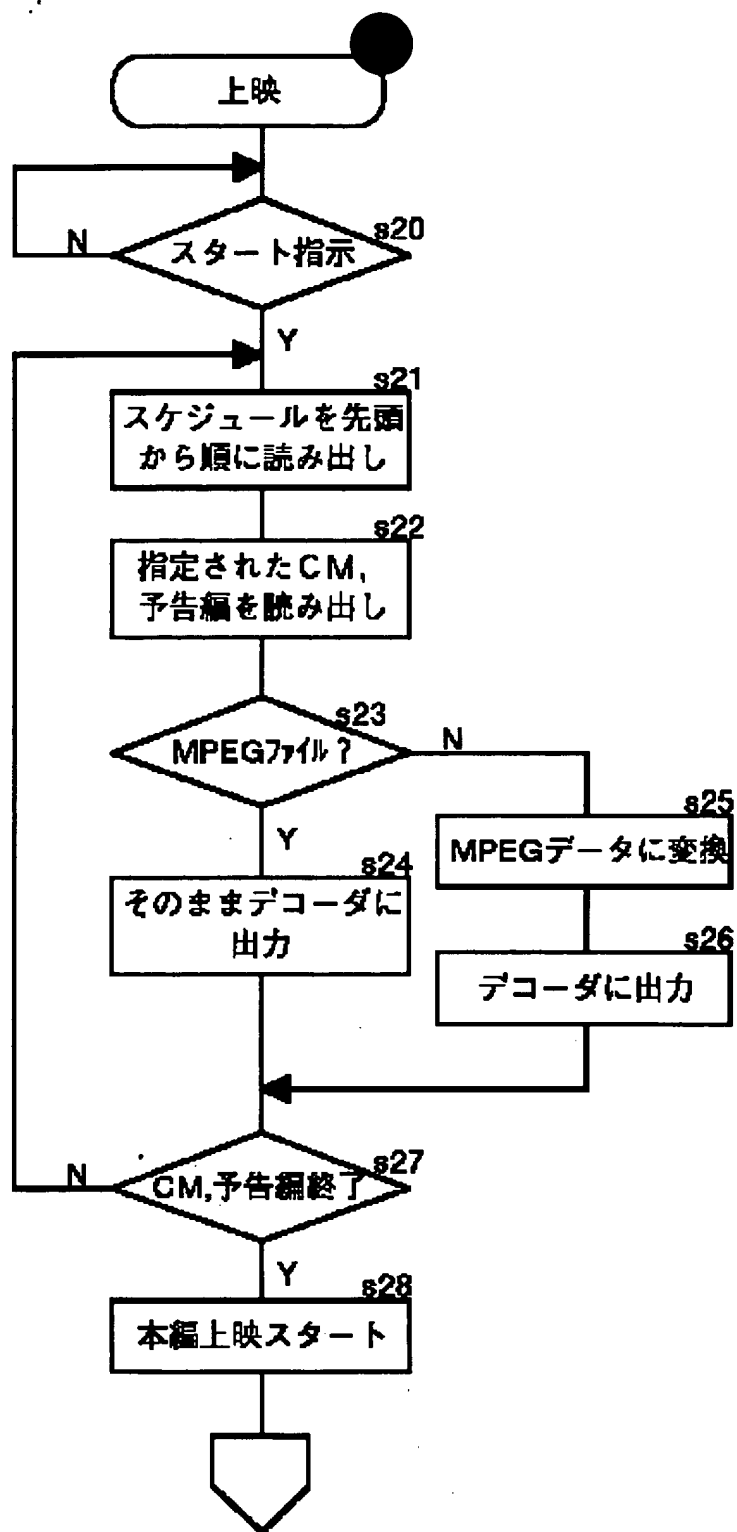 上映
s20
スタート指示
N
Y
s21
スケジュールを先頭
から順に読み出し
s22
指定されたCM,
予告編を読み出し
s23
MPEGファイル?
N
Y
s24
そのままデコーダに
出力
s25
MPEGデータに変換
s26
デコーダに出力
s27
CM,予告編終了
N
Y
s28
本編上映スタート